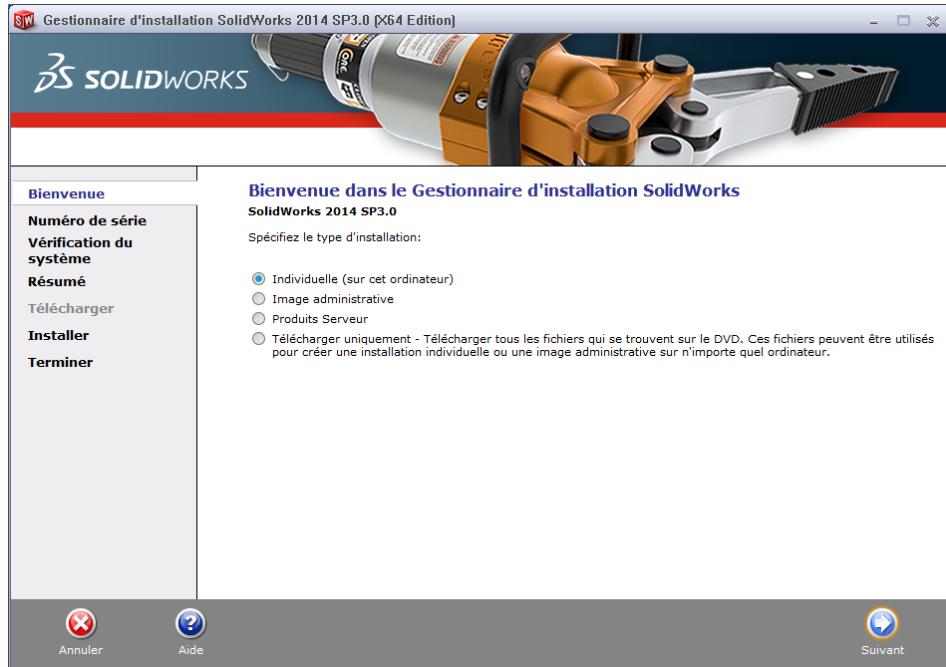 Gestionnaire d'installation SolidWorks 2014 SP3.0 (X64 Edition)
SOLIDWORKS
Bienvenue
Numéro de série
Vérification du
système
Résumé
Télécharger
Installer
Terminer
Bienvenue dans le Gestionnaire d'installation SolidWorks
SolidWorks 2014 SP3.0
Spécifiez le type d'installation:
Individuelle (sur cet ordinateur)
Image administrative
Produits Serveur
Télécharger uniquement - Télécharger tous les fichiers qui se trouvent sur le DVD. Ces fichiers peuvent être utilisés
pour créer une installation individuelle ou une image administrative sur n'importe quel ordinateur.
Annuler
Aide
Suivant